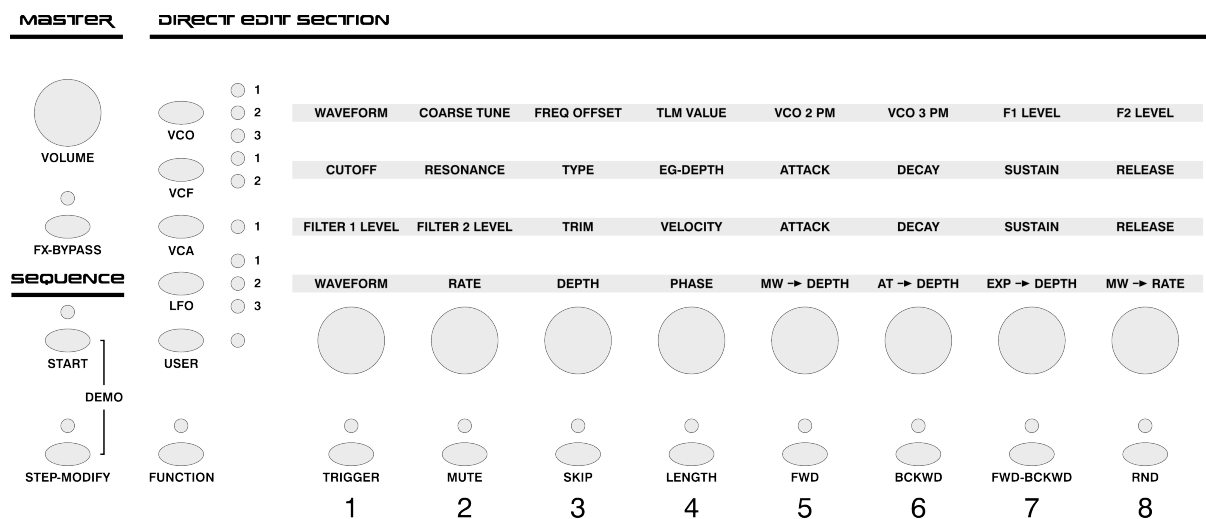 MASTER
DIRECT EDIT SECTION
1
2
3
VCO
WAVEFORM COARSE TUNE FREQ OFFSET TLM VALUE VCO 2 PM VCO 3 PM F1 LEVEL F2 LEVEL
VOLUME
1
2
VCF
CUTOFF RESONANCE TYPE EG-DEPTH ATTACK DECAY SUSTAIN RELEASE
FX-BYPASS
1
VCA
FILTER 1 LEVEL FILTER 2 LEVEL TRIM VELOCITY ATTACK DECAY SUSTAIN RELEASE
SEQUENCE
1
2
3
LFO
WAVEFORM RATE DEPTH PHASE MW → DEPTH AT → DEPTH EXP → DEPTH MW → RATE
START
USER
DEMO
STEP-MODIFY FUNCTION TRIGGER MUTE SKIP LENGTH FWD BCKWD FWD-BCKWD RND
1 2 3 4 5 6 7 8